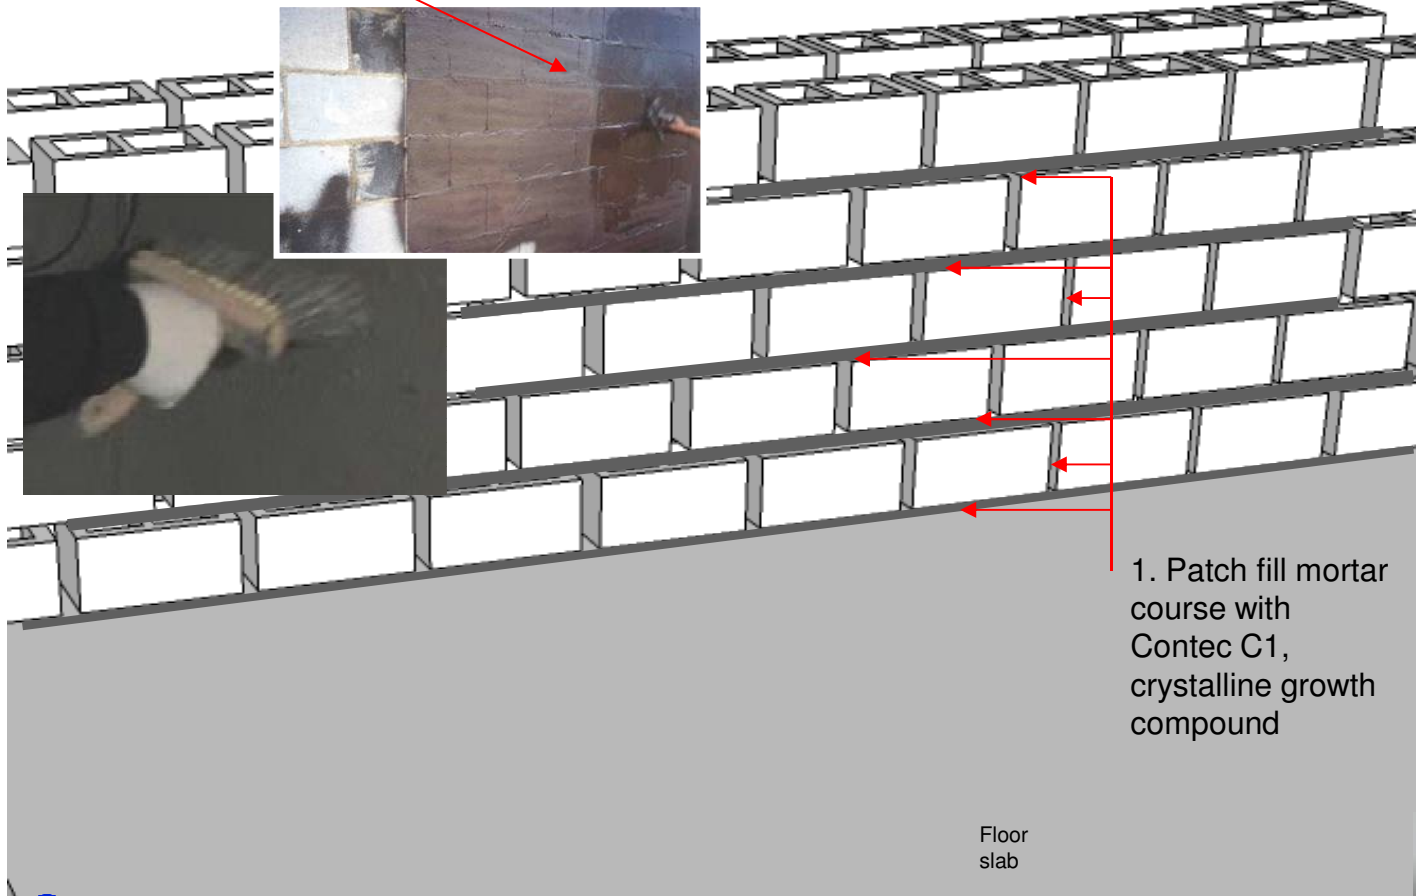 1. Patch fill mortar
course with
Contec C1,
crystalline growth
compound
Floor
slab